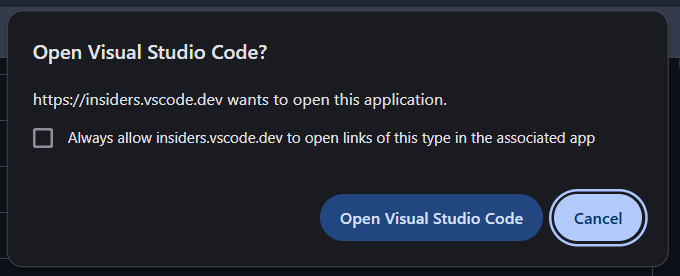 Open Visual Studio Code?
https://insiders.vscode.dev wants to open this application.
Always allow insiders.vscode.dev to open links of this type in the associated app
Open Visual Studio Code
Cancel